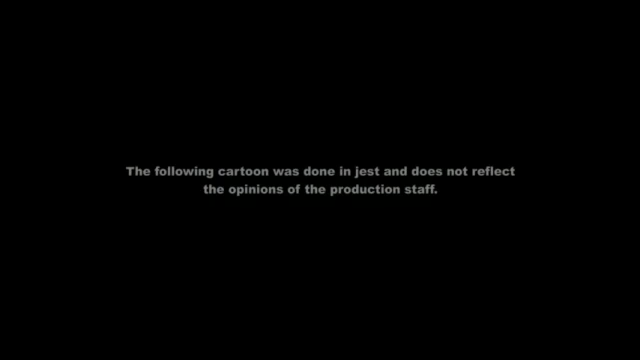 The following cartoon was done in jest and does not reflect
the opinions of the production staff.